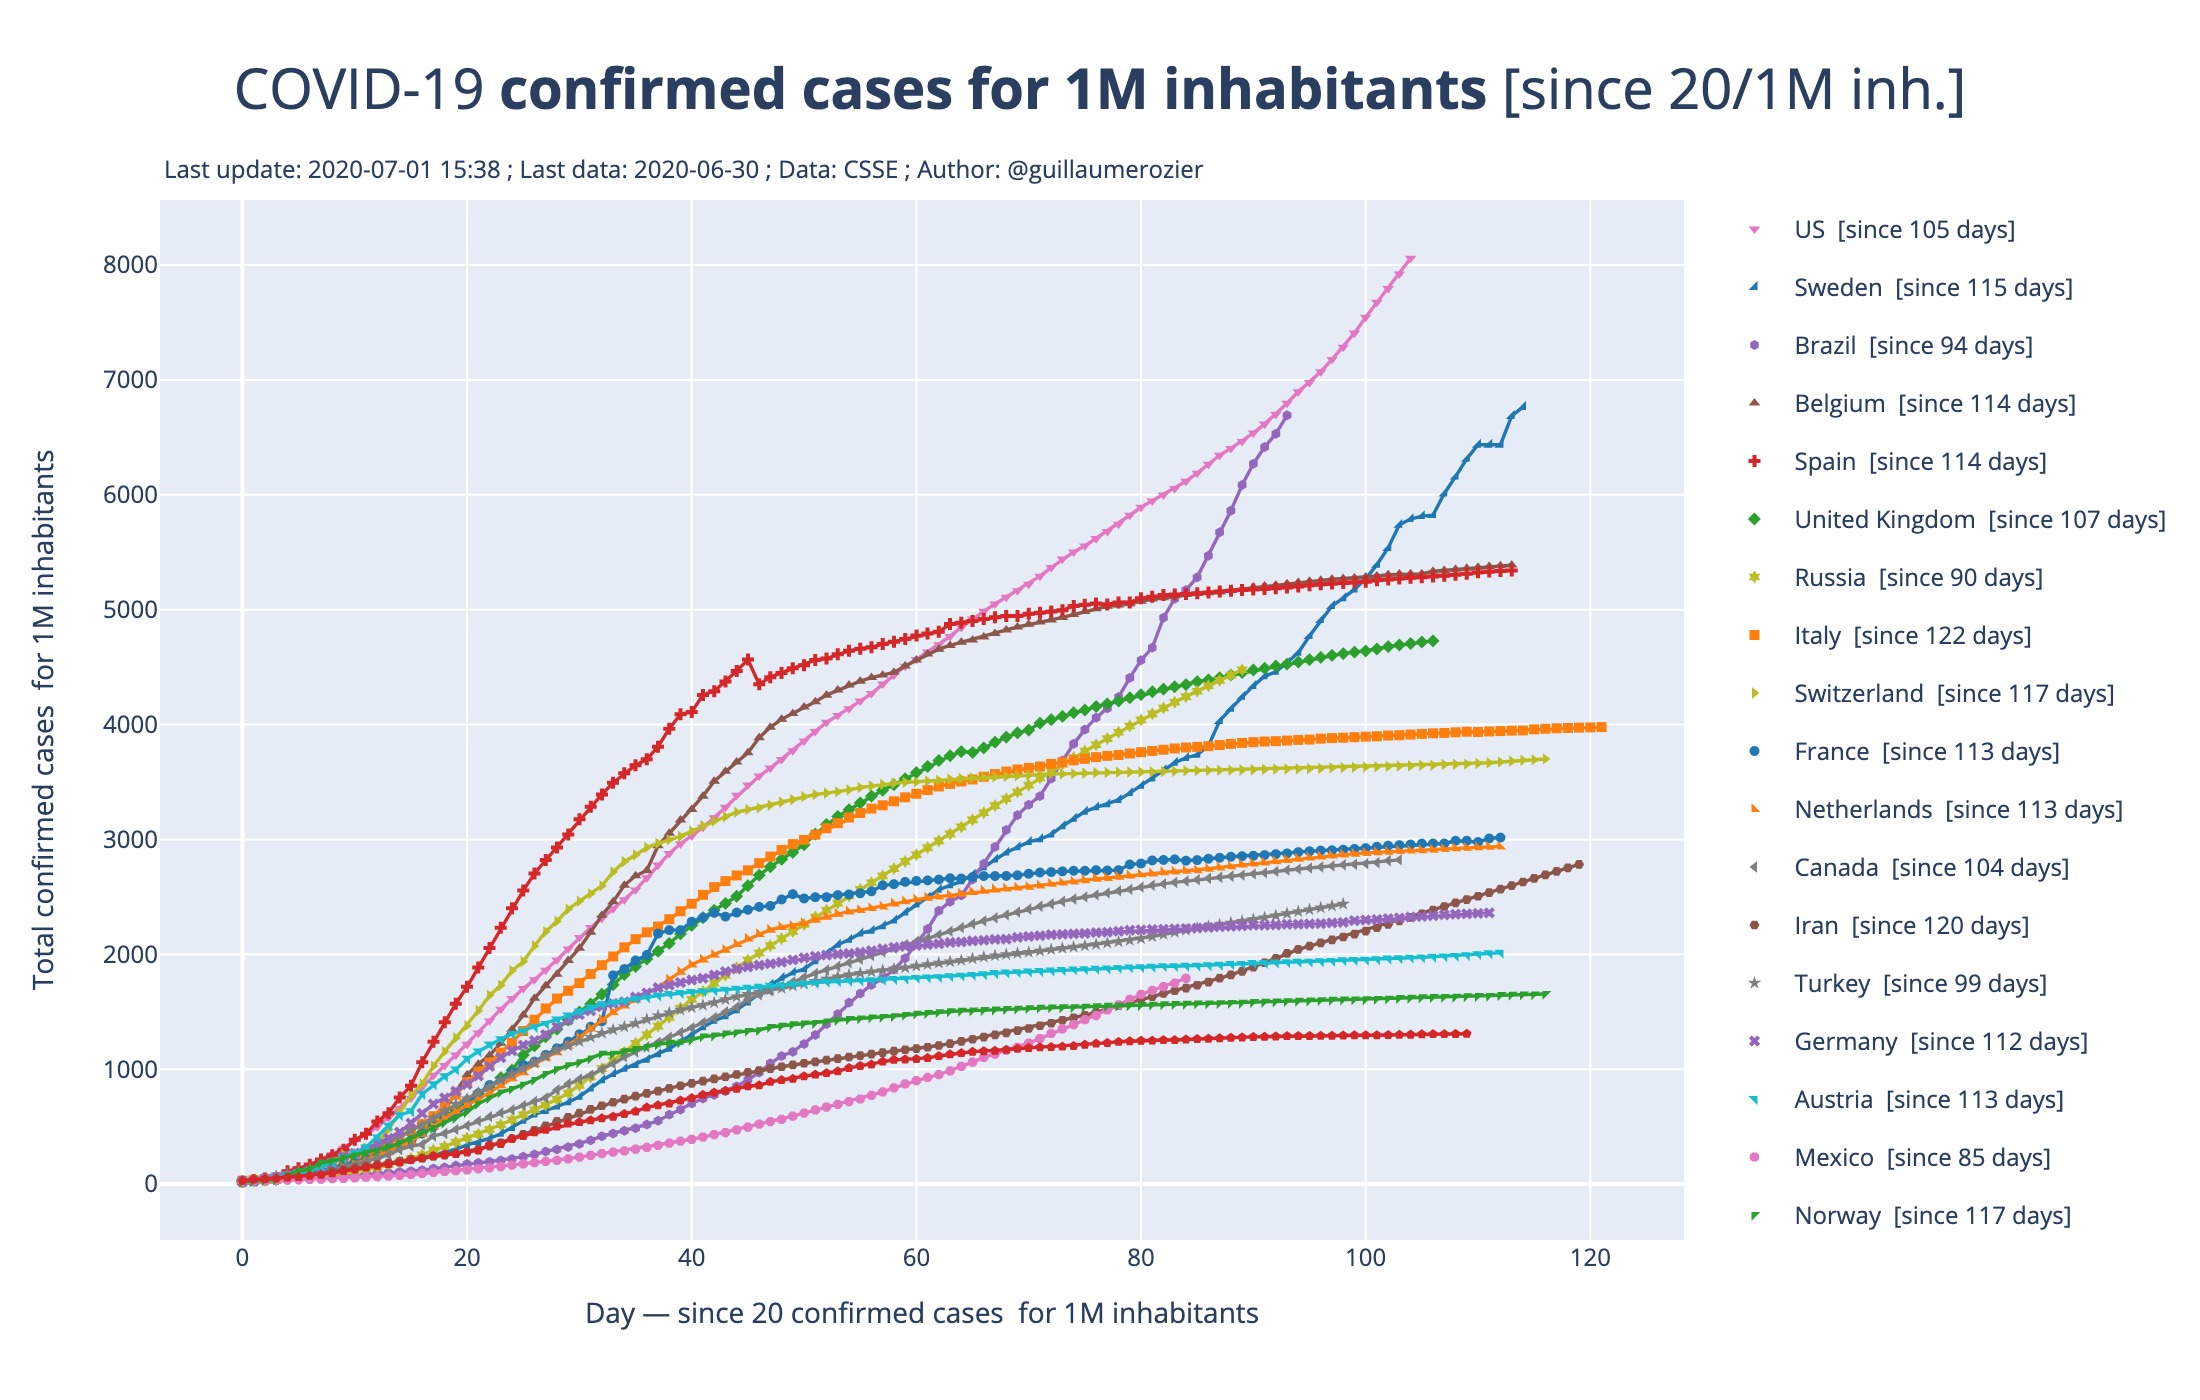 COVID-19 confirmed cases for 1M inhabitants [since 20/1M inh.]
Last update: 2020-07-01 15:38 ; Last data: 2020-06-30 ; Data: CSSE ; Author: @guillaumerozier
Total confirmed cases for 1M inhabitants
8000
7000
6000
5000
4000
3000
2000
1000
0
0 20 40 60 80 100 120
Day — since 20 confirmed cases for 1M inhabitants
US [since 105 days]
Sweden [since 115 days]
Brazil [since 94 days]
Belgium [since 114 days]
Spain [since 114 days]
United Kingdom [since 107 days]
Russia [since 90 days]
Italy [since 122 days]
Switzerland [since 117 days]
France [since 113 days]
Netherlands [since 113 days]
Canada [since 104 days]
Iran [since 120 days]
Turkey [since 99 days]
Germany [since 112 days]
Austria [since 113 days]
Mexico [since 85 days]
Norway [since 117 days]